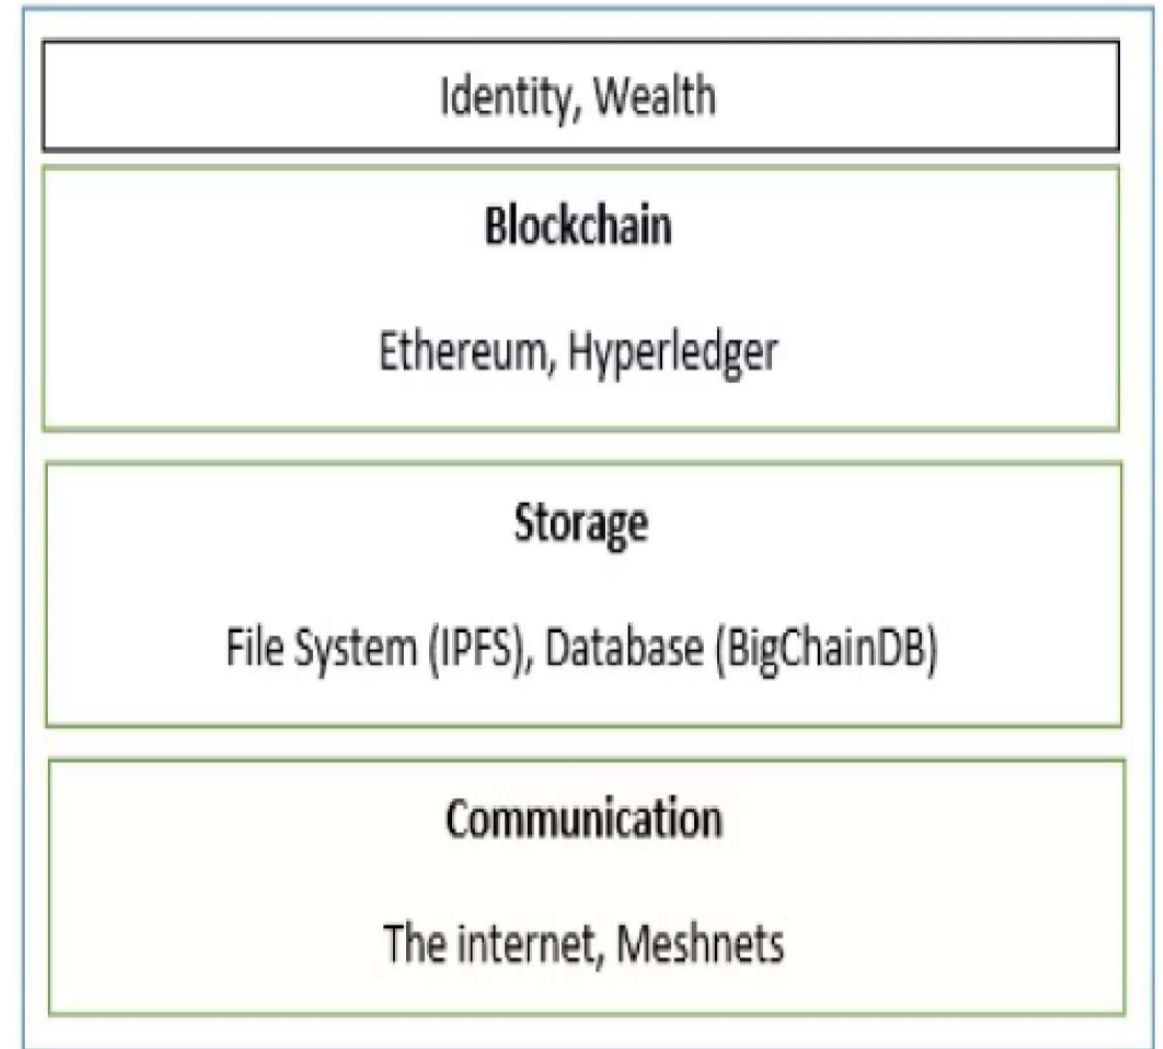 Identity, Wealth
Blockchain
Ethereum, Hyperledger
Storage
File System (IPFS), Database (BigChainDB)
Communication
The internet, Meshnets